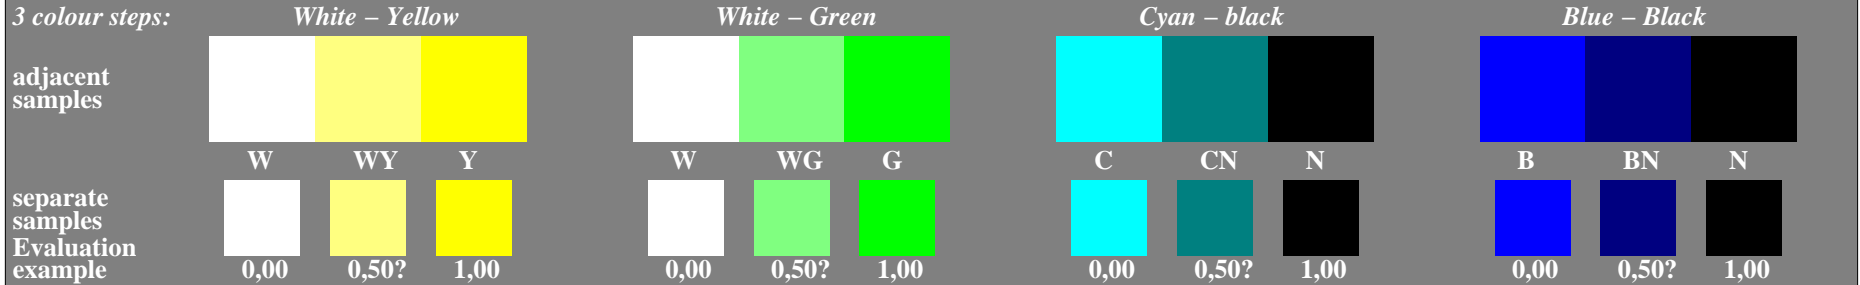 3 colour steps: White – Yellow White – Green Cyan – black Blue – Black
adjacent
samples
W WY Y W WG G C CN N B BN N
separate
samples
Evaluation
example 0,00 0,50? 1,00 0,00 0,50? 1,00 0,00 0,50? 1,00 0,00 0,50? 1,00